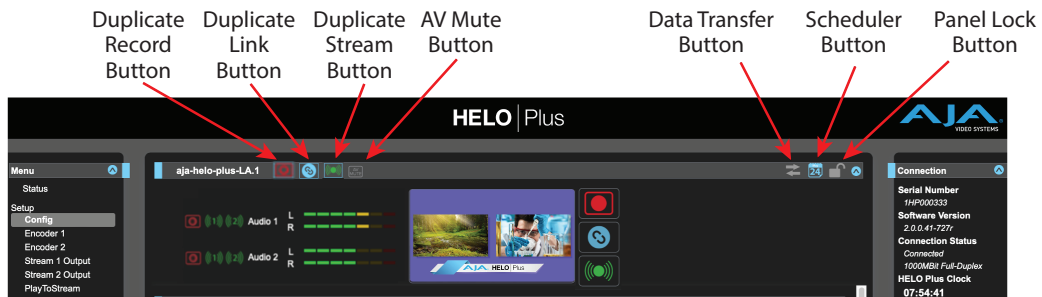 Duplicate Record Button
Duplicate Link Button
Duplicate Stream Button
AV Mute Button
Data Transfer Button
Scheduler Button
Panel Lock Button
HELO | Plus
AJA
VIDEO SYSTEMS
Menu
Status
Setup
Config
Encoder 1
Encoder 2
Stream 1 Output
Stream 2 Output
PlayToStream
aja-helo-plus-LA.1
24
1 2 Audio 1 L
R
1 2 Audio 2 L
R
AJA HELO | Plus
Connection
Serial Number
1HP000333
Software Version
2.0.0.41-727r
Connection Status
Connected
1000MBit Full-Duplex
HELO Plus Clock
07:54:41